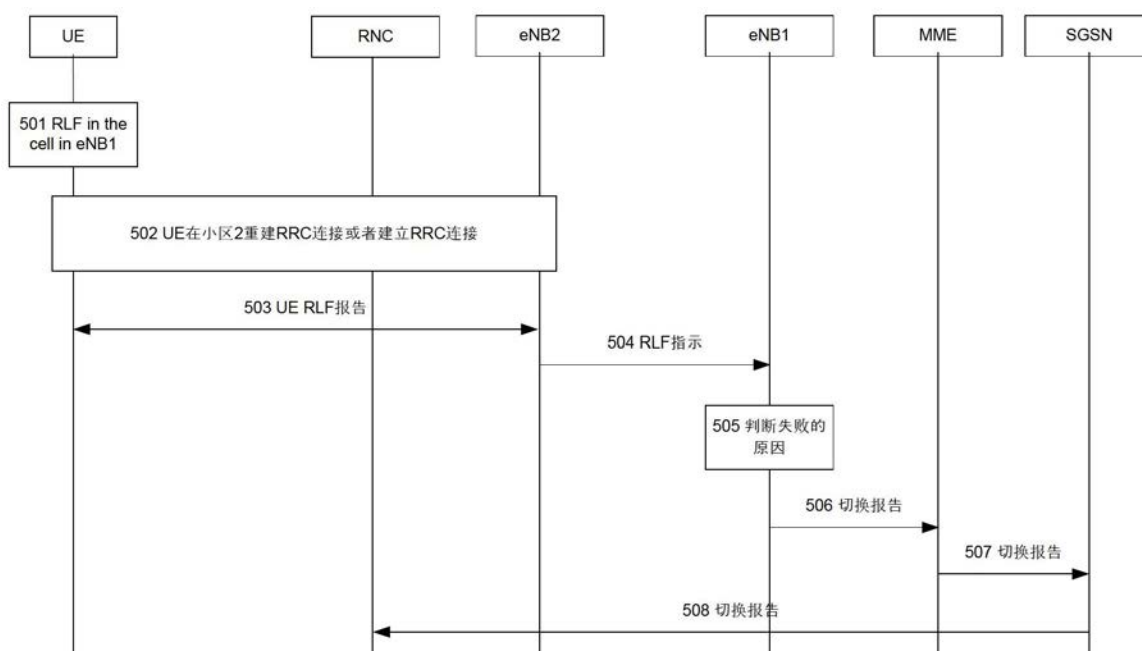 UE
RNC
eNB2
eNB1
MME
SGSN
501 RLF in the
cell in eNB1
502 UE在小区2重建RRC连接或者建立RRC连接
503 UE RLF报告
504 RLF指示
505 判断失败的
原因
506 切换报告
507 切换报告
508 切换报告